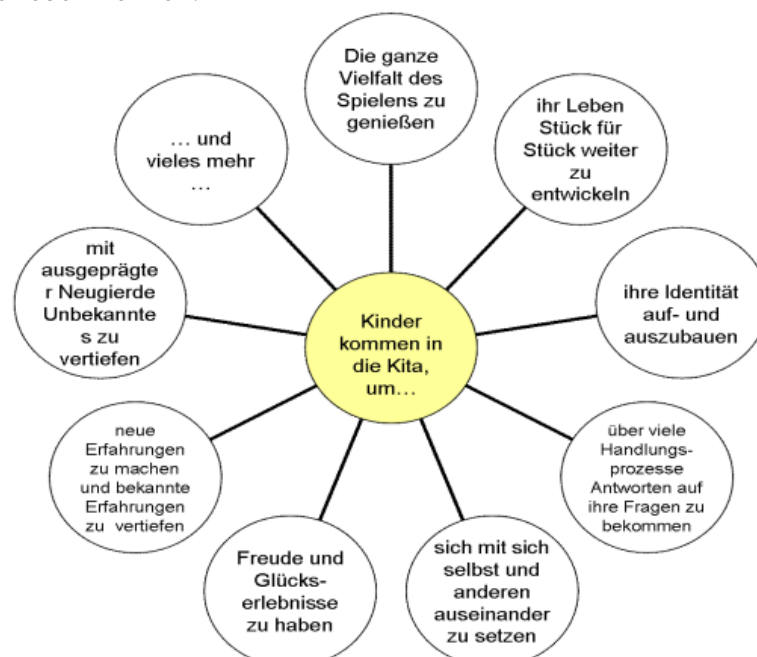 Die ganze
Vielfalt des
Spielens zu
genießen
ihr Leben
Stück für
Stück weiter
zu
entwickeln
ihre Identität
auf- und
auszubauen
über viele
Handlungs-
prozesse
Antworten auf
ihre Fragen zu
bekommen
sich mit sich
selbst und
anderen
auseinander
zu setzen
Freude und
Glücks-
erlebnisse
zu haben
neue
Erfahrungen
zu machen
und bekannte
Erfahrungen
zu vertiefen
mit
ausgeprägte
r Neugierde
Unbekannte
s zu
vertiefen
… und
vieles mehr
…
Kinder
kommen in
die Kita,
um…